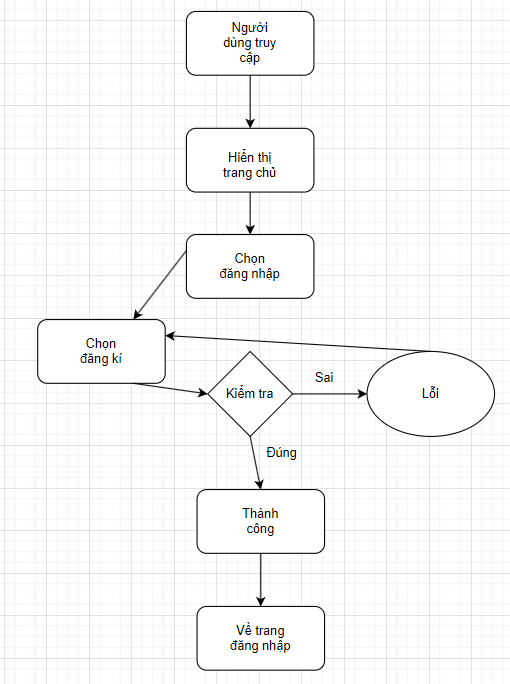 Người
dùng truy
cập
Hiển thị
trang chủ
Chọn
đăng nhập
Chọn
đăng kí
Kiểm tra
Sai
Lỗi
Đúng
Thành
công
Về trang
đăng nhập